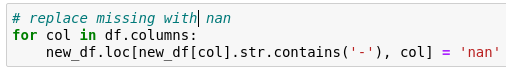 # replace missing with nan
for col in df.columns:
    new_df.loc[new_df[col].str.contains('-'), col] = 'nan'